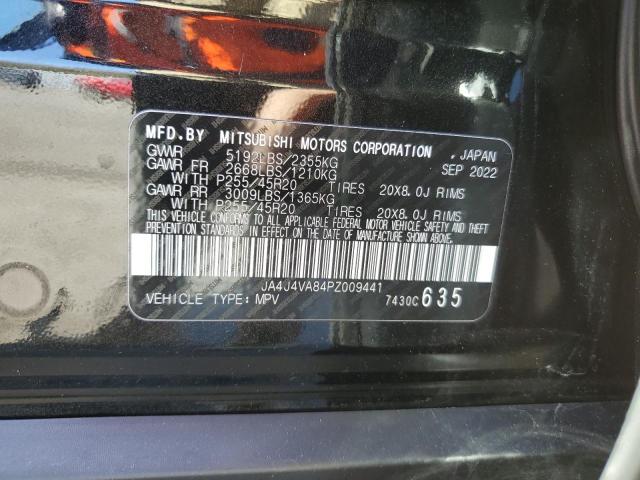 MFD.BY MITSUBISHI MOTORS CORPORATION , JAPAN
GVWR 5192LBS/2355KG SEP 2022
GAWR FR 2668LBS/1210KG
WITH P255/45R20 TIRES 20X8.0J RIMS
GAWR RR 3009LBS/1365KG
WITH P255/45R20 TIRES 20X8.0J RIMS
THIS VEHICLE CONFORMS TO ALL APPLICABLE FEDERAL MOTOR VEHICLE SAFETY AND THEFT
PREVENTION STANDARDS IN EFFECT ON THE DATE OF MANUFACTURE SHOWN ABOVE.
JA4J4VA84PZ009441
VEHICLE TYPE: MPV 7430C 635